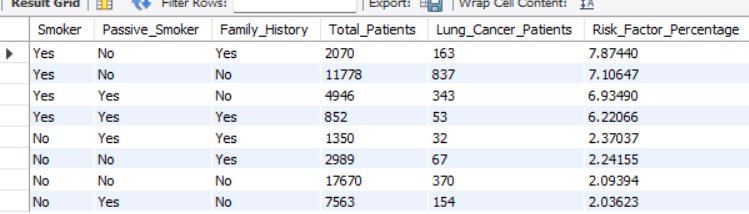 Result Grid Filter Rows: Export: Wrap Cell Content: IA
Smoker Passive_Smoker Family_History Total_Patients Lung_Cancer_Patients Risk_Factor_Percentage
Yes No Yes 2070 163 7.87440
Yes No No 11778 837 7.10647
Yes Yes No 4946 343 6.93490
Yes Yes Yes 852 53 6.22066
No Yes Yes 1350 32 2.37037
No No Yes 2989 67 2.24155
No No No 17670 370 2.09394
No Yes No 7563 154 2.03623